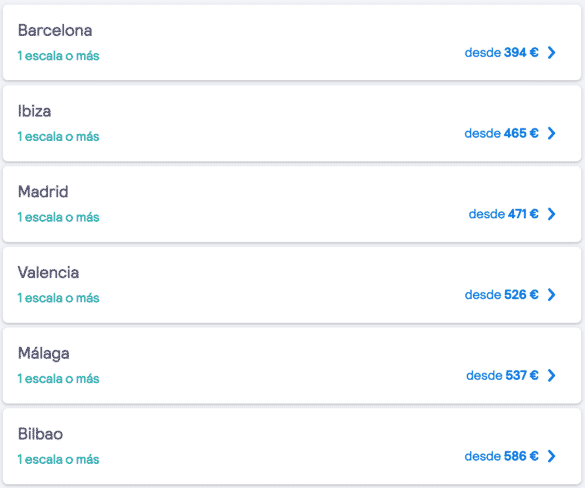 Barcelona
1 escala o más
desde 394 €
Ibiza
1 escala o más
desde 465 €
Madrid
1 escala o más
desde 471 €
Valencia
1 escala o más
desde 526 €
Málaga
1 escala o más
desde 537 €
Bilbao
1 escala o más
desde 586 €